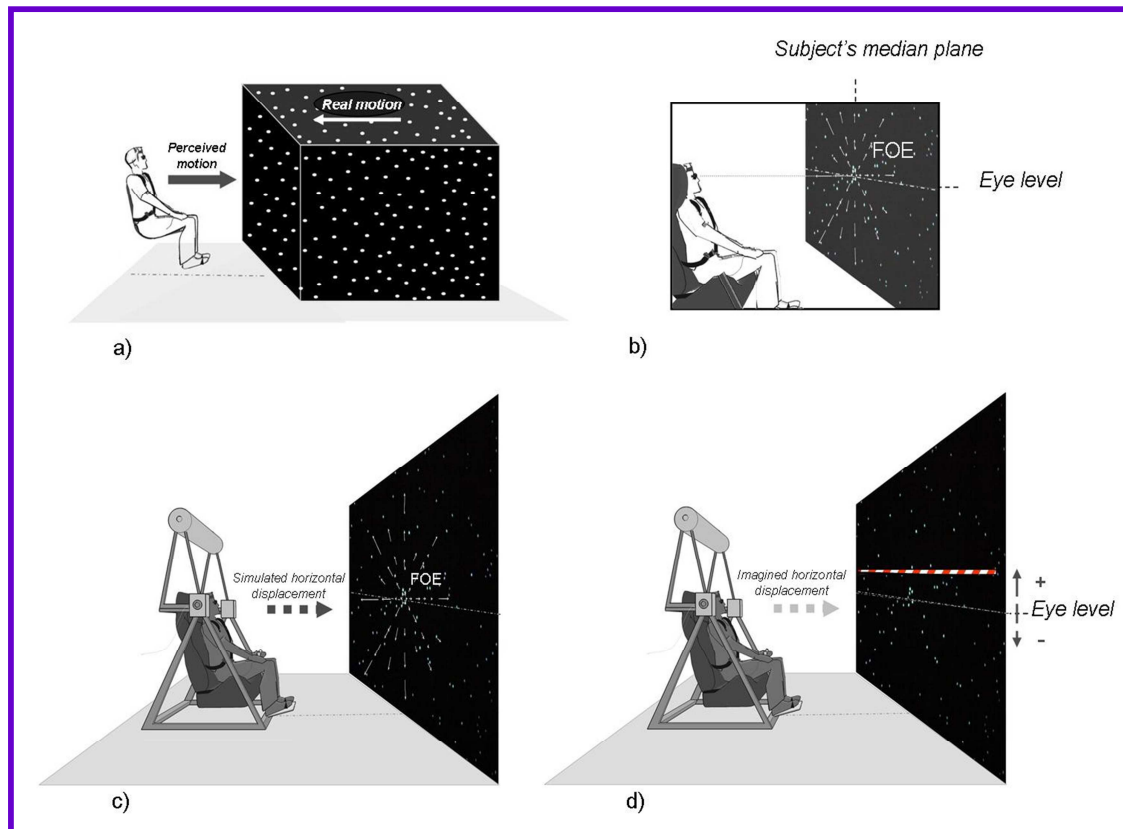 Real motion
Perceived
motion
a)
Subject's median plane
FOE
Eye level
b)
Simulated horizontal
displacement
FOE
c)
Imagined horizontal
displacement
+
Eye level
-
d)